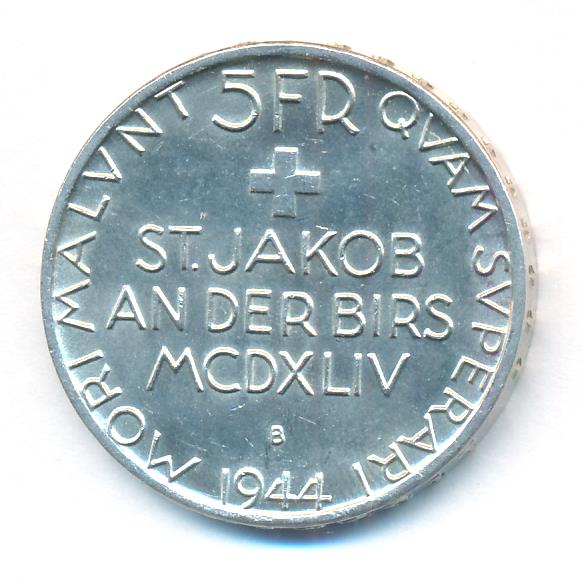 MORI MALVNT 5FR QVAM SVPERARI
ST. JAKOB
AN DER BIRS
MCDXLIV
B
1944